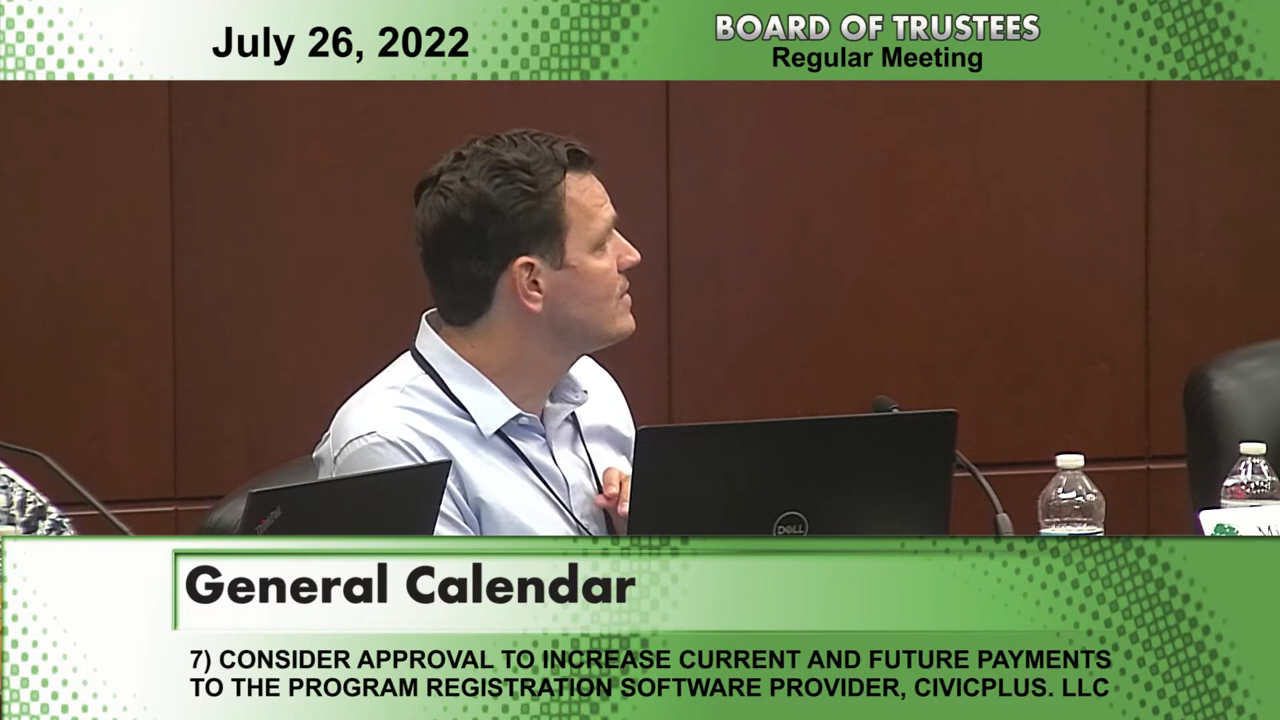 July 26, 2022
BOARD OF TRUSTEES
Regular Meeting
ThinkPad
DELL
General Calendar
7) CONSIDER APPROVAL TO INCREASE CURRENT AND FUTURE PAYMENTS
TO THE PROGRAM REGISTRATION SOFTWARE PROVIDER, CIVICPLUS. LLC